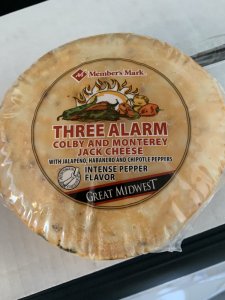 Member's Mark
THREE ALARM
COLBY AND MONTEREY
JACK CHEESE
WITH JALAPENO, HABANERO AND CHIPOTLE PEPPERS
INTENSE PEPPER
FLAVOR
GREAT MIDWEST